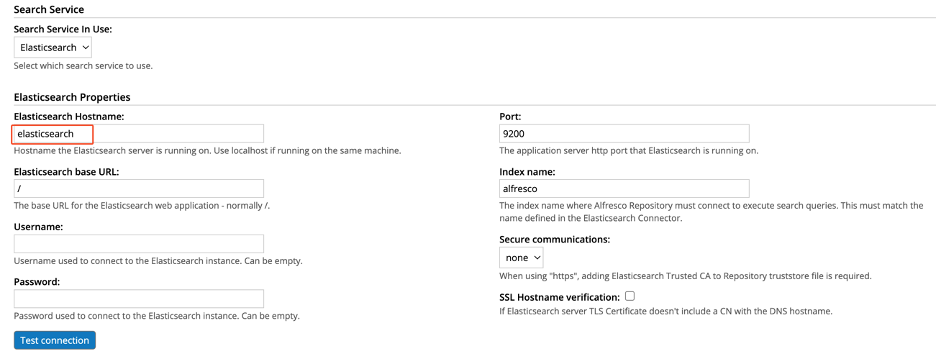 Search Service
Search Service In Use:
Elasticsearch
Select which search service to use.
Elasticsearch Properties
Elasticsearch Hostname:
elasticsearch
Hostname the Elasticsearch server is running on. Use localhost if running on the same machine.
Elasticsearch base URL:
/
The base URL for the Elasticsearch web application - normally /.
Username:
Username used to connect to the Elasticsearch instance. Can be empty.
Password:
Password used to connect to the Elasticsearch instance. Can be empty.
Test connection
Port:
9200
The application server http port that Elasticsearch is running on.
Index name:
alfresco
The index name where Alfresco Repository must connect to execute search queries. This must match the
name defined in the Elasticsearch Connector.
Secure communications:
none
When using "https", adding Elasticsearch Trusted CA to Repository truststore file is required.
SSL Hostname verification:
If Elasticsearch server TLS Certificate doesn't include a CN with the DNS hostname.